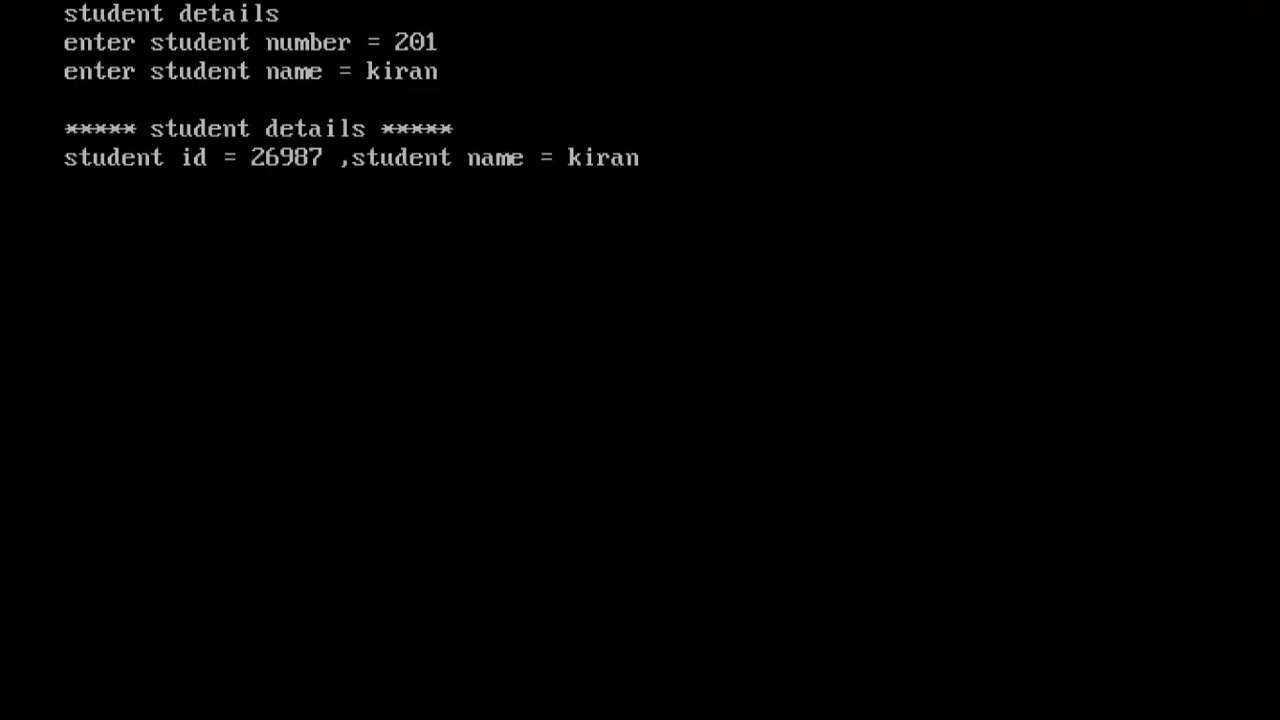 student details
enter student number = 201
enter student name = kiran
***** student details *****
student id = 26987 ,student name = kiran